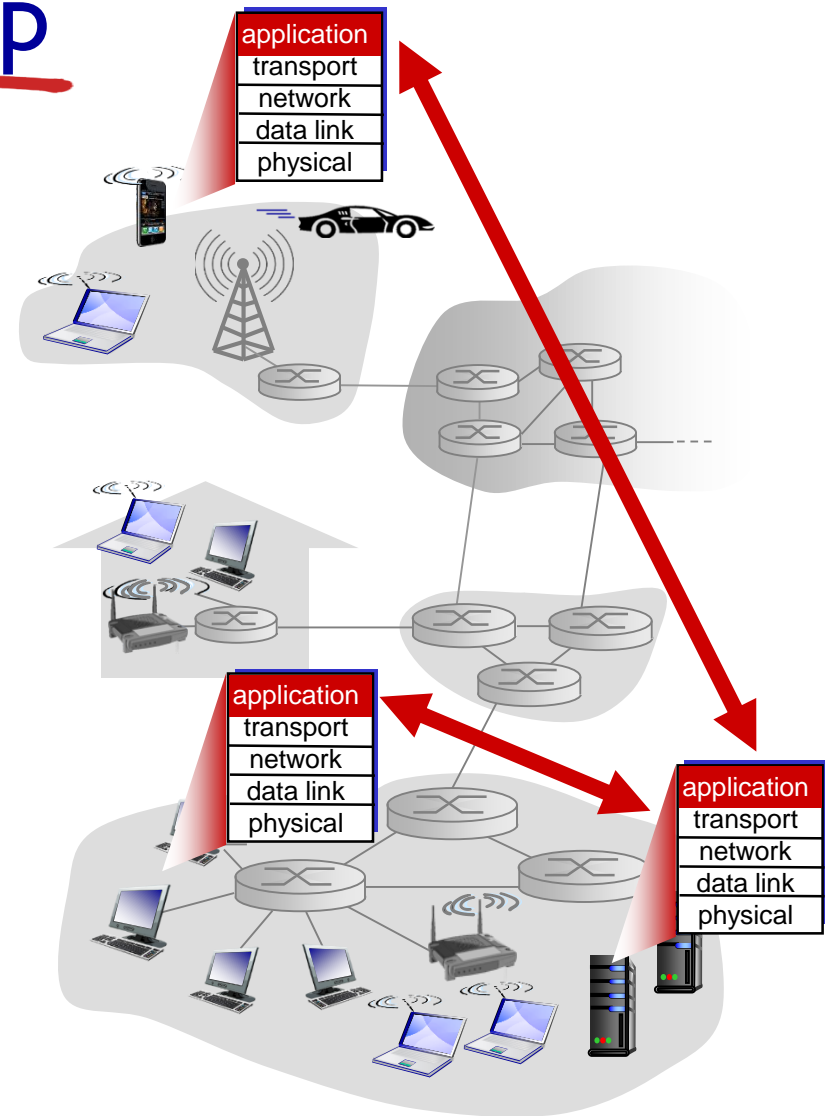 p
application
transport
network
data link
physical
application
transport
network
data link
physical
application
transport
network
data link
physical